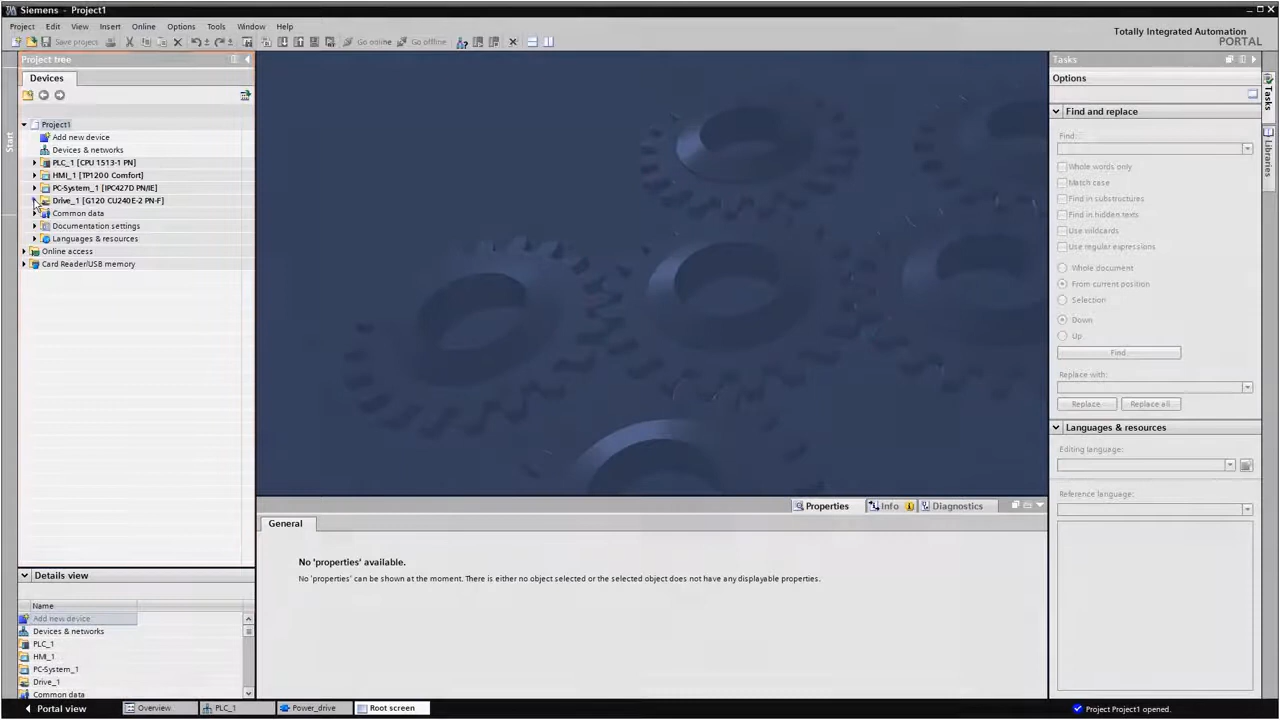 Siemens - Project1
Project Edit View Insert Online Options Tools Window Help
Totally Integrated Automation
PORTAL
Save project
Go online
Go offline
Project tree
Devices
Start
Project1
Add new device
Devices & networks
PLC_1 [CPU 1513-1 PN]
HMI_1 [TP1200 Comfort]
PC-System_1 [IPC427D PN/IE]
Drive_1 [G120 CU240E-2 PN-F]
Common data
Documentation settings
Languages & resources
Online access
Card Reader/USB memory
Details view
Name
Add new device
Devices & networks
PLC_1
HMI_1
PC-System_1
Drive_1
Common data
Properties
Info
Diagnostics
General
No 'properties' available.
No 'properties' can be shown at the moment. There is either no object selected or the selected object does not have any displayable properties.
Tasks
Options
Find and replace
Find:
Whole words only
Match case
Find in substructures
Find in hidden texts
Use wildcards
Use regular expressions
Whole document
From current position
Selection
Down
Up
Find
Replace with:
Replace
Replace all
Languages & resources
Editing language:
Reference language:
Tasks
Libraries
Portal view
Overview
PLC_1
Power_drive
Root screen
Project Project1 opened.